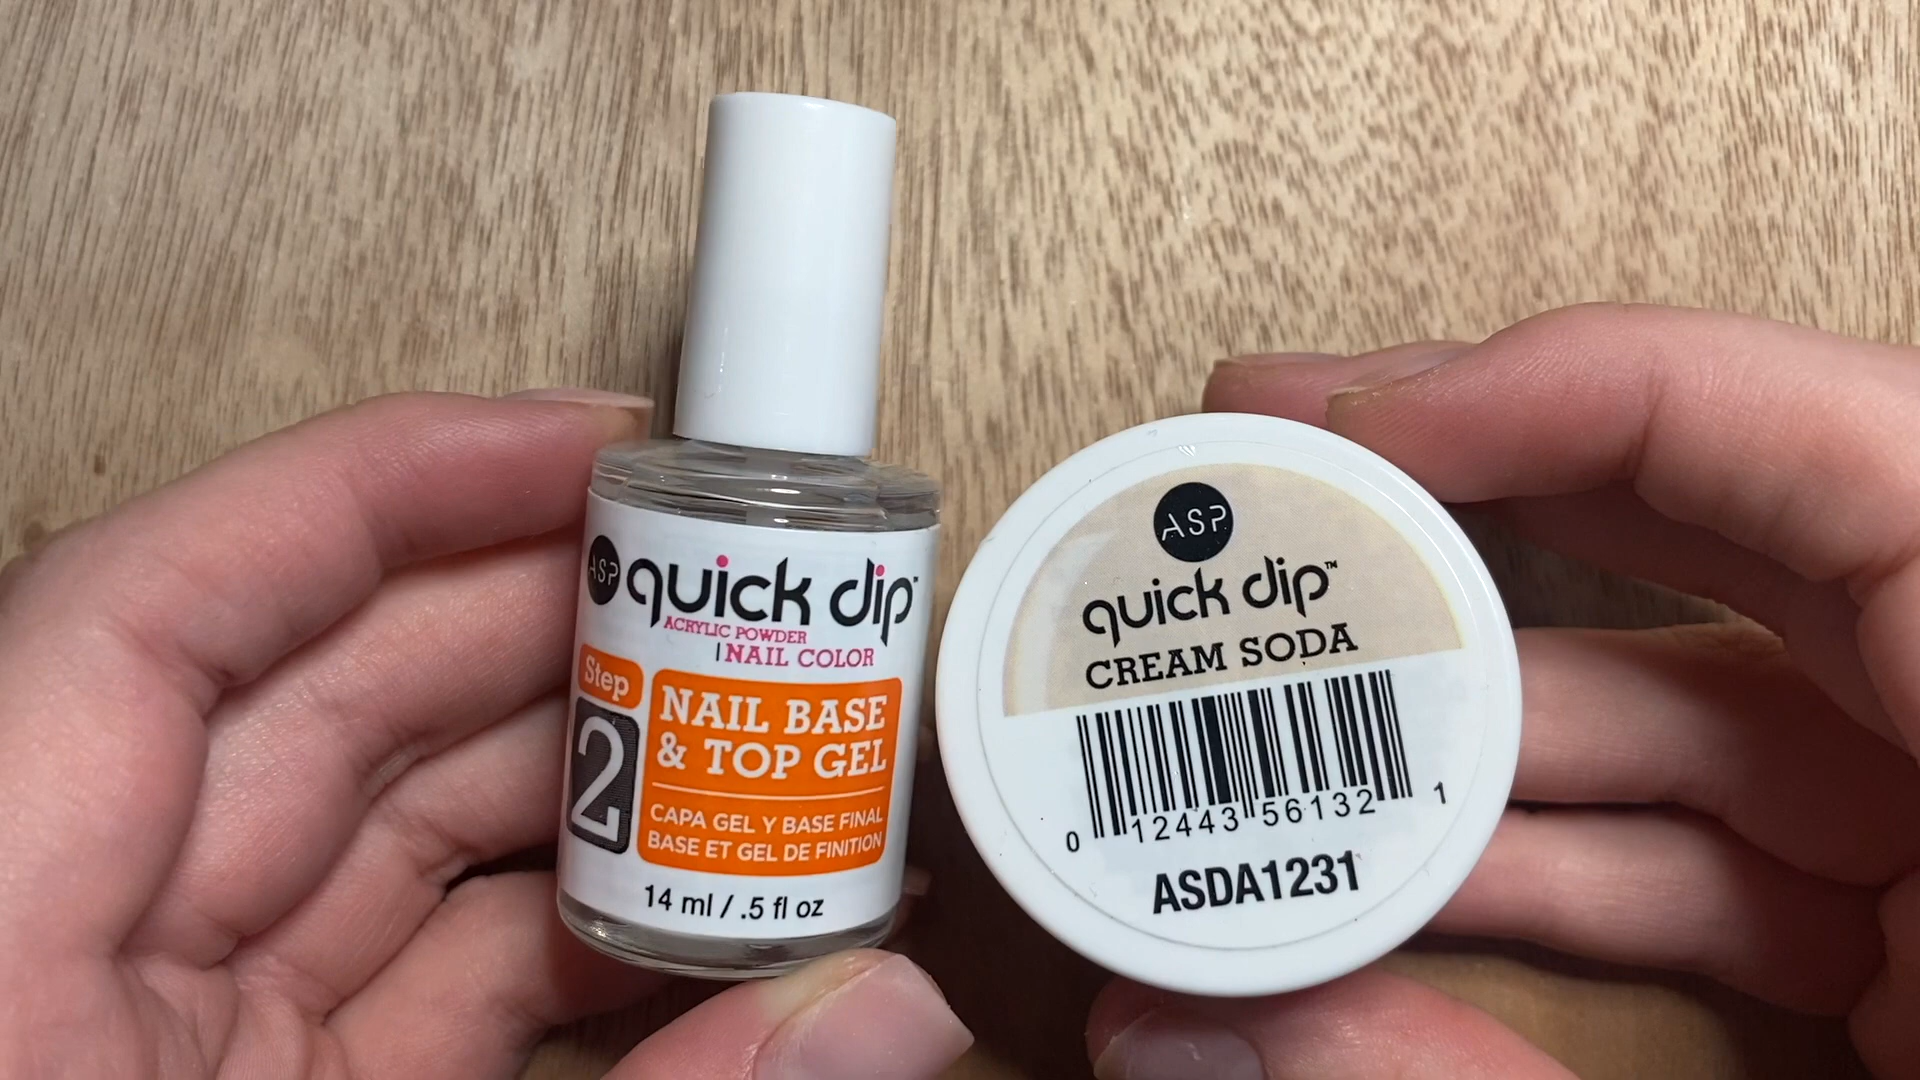 ASP quick dip™
ACRYLIC POWDER
NAIL COLOR
Step
2
NAIL BASE
& TOP GEL
CAPA GEL Y BASE FINAL
BASE ET GEL DE FINITION
14 ml / .5 fl oz
ASP
quick dip™
CREAM SODA
0 12443 56132 1
ASDA1231